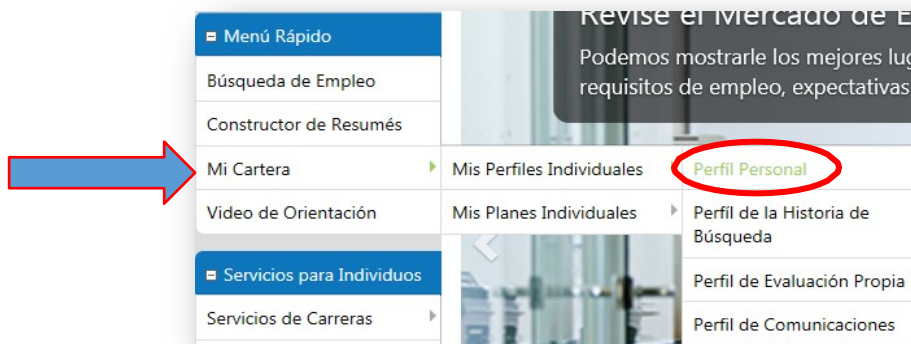 Revise el Mercado de E
Menú Rápido
Podemos mostrarle los mejores lug
requisitos de empleo, expectativas
Búsqueda de Empleo
Constructor de Resumés
Mi Cartera
Mis Perfiles Individuales
Perfíl Personal
Video de Orientación
Mis Planes Individuales
Perfíl de la Historia de
Búsqueda
Servicios para Individuos
Perfil de Evaluación Propia
Servicios de Carreras
Perfil de Comunicaciones